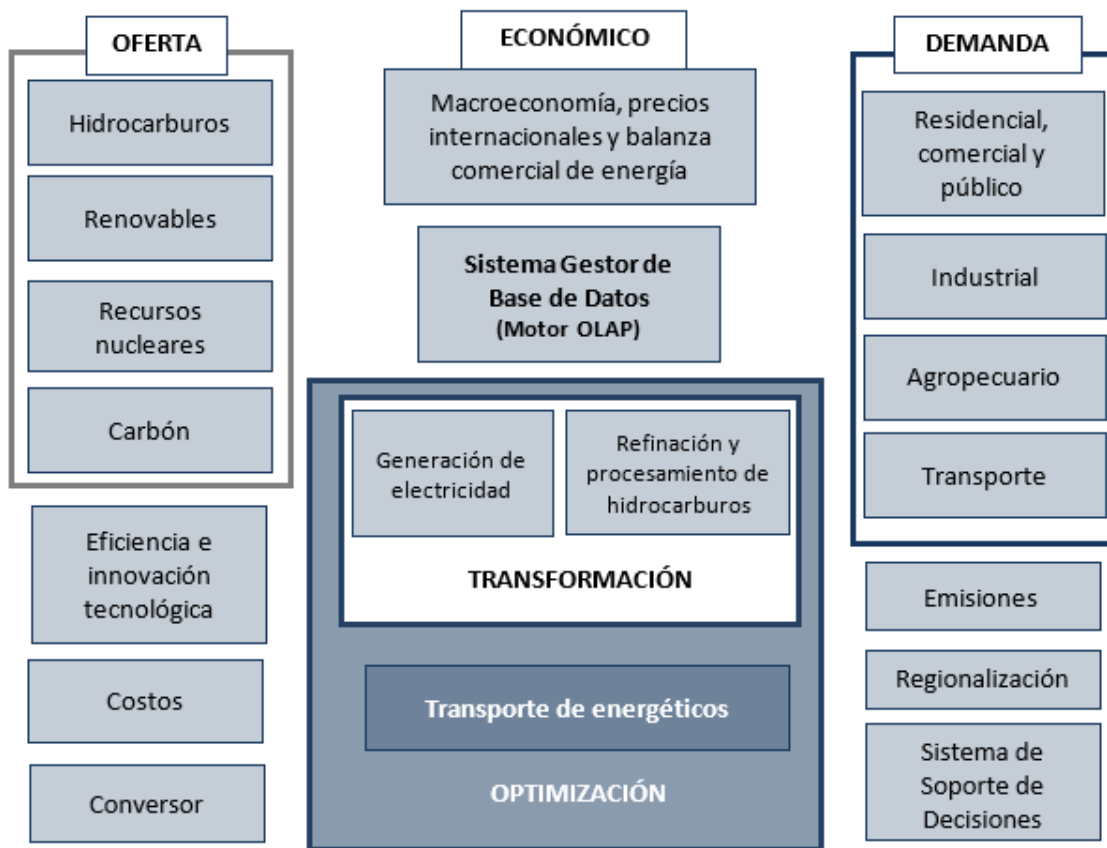 OFERTA
Hidrocarburos
Renovables
Recursos
nucleares
Carbón
Eficiencia e
innovación
tecnológica
Costos
Conversor
ECONÓMICO
Macroeconomía, precios
internacionales y balanza
comercial de energía
Sistema Gestor de
Base de Datos
(Motor OLAP)
Generación de
electricidad
Refinación y
procesamiento de
hidrocarburos
TRANSFORMACIÓN
Transporte de energéticos
OPTIMIZACIÓN
DEMANDA
Residencial,
comercial y
público
Industrial
Agropecuario
Transporte
Emisiones
Regionalización
Sistema de
Soporte de
Decisiones